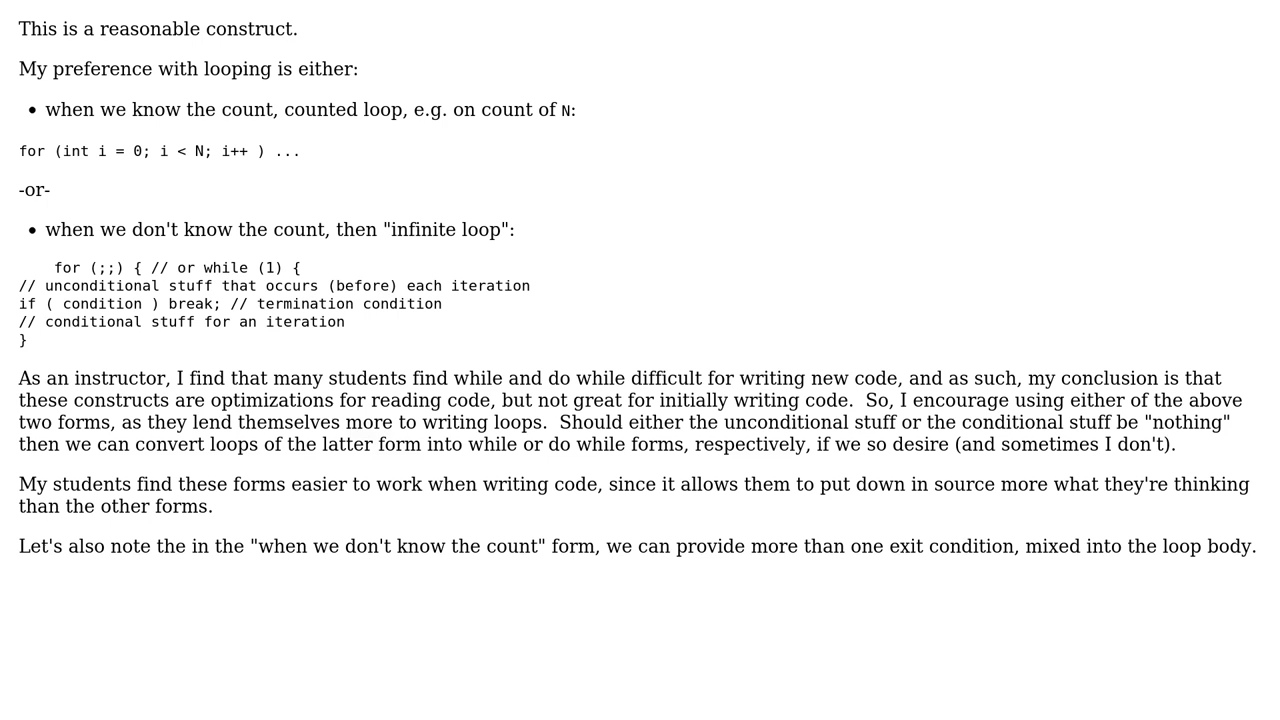 This is a reasonable construct.
My preference with looping is either:
• when we know the count, counted loop, e.g. on count of N:
for (int i = 0; i < N; i++ ) ...
-or-
• when we don't know the count, then "infinite loop":
for (;;) { // or while (1) {
// unconditional stuff that occurs (before) each iteration
if ( condition ) break; // termination condition
// conditional stuff for an iteration
}
As an instructor, I find that many students find while and do while difficult for writing new code, and as such, my conclusion is that
these constructs are optimizations for reading code, but not great for initially writing code.  So, I encourage using either of the above
two forms, as they lend themselves more to writing loops.  Should either the unconditional stuff or the conditional stuff be "nothing"
then we can convert loops of the latter form into while or do while forms, respectively, if we so desire (and sometimes I don't).
My students find these forms easier to work when writing code, since it allows them to put down in source more what they're thinking
than the other forms.
Let's also note the in the "when we don't know the count" form, we can provide more than one exit condition, mixed into the loop body.